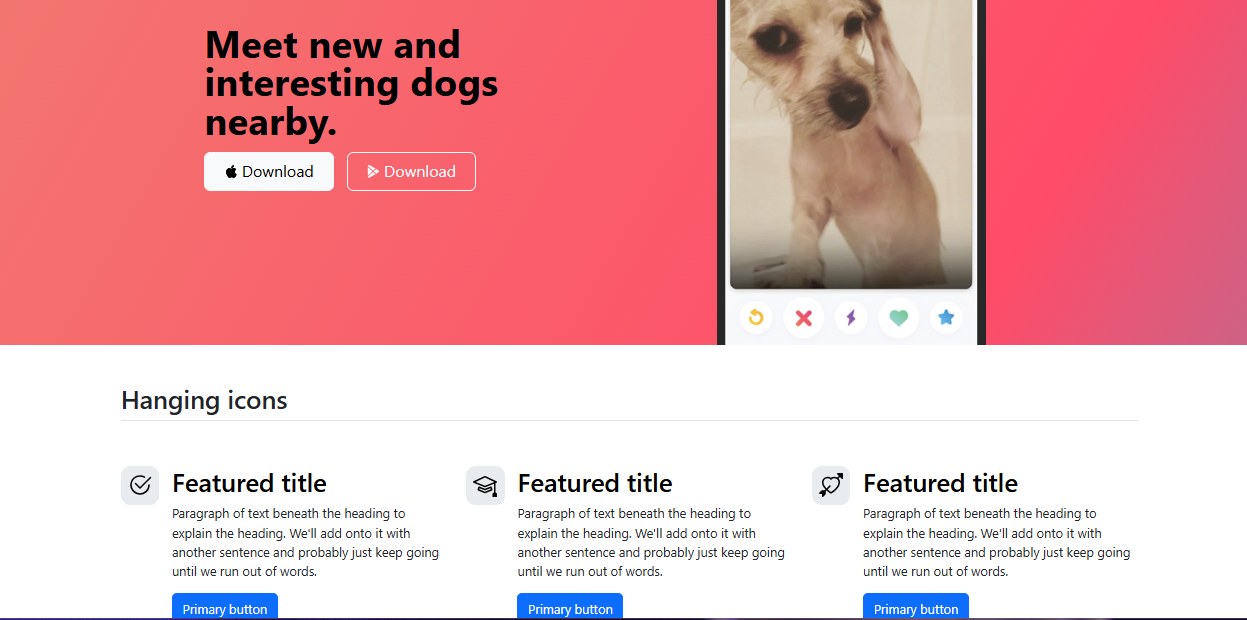 Meet new and
interesting dogs
nearby.
Download
Download
Hanging icons
Featured title
Paragraph of text beneath the heading to
explain the heading. We'll add onto it with
another sentence and probably just keep going
until we run out of words.
Primary button
Featured title
Paragraph of text beneath the heading to
explain the heading. We'll add onto it with
another sentence and probably just keep going
until we run out of words.
Primary button
Featured title
Paragraph of text beneath the heading to
explain the heading. We'll add onto it with
another sentence and probably just keep going
until we run out of words.
Primary button